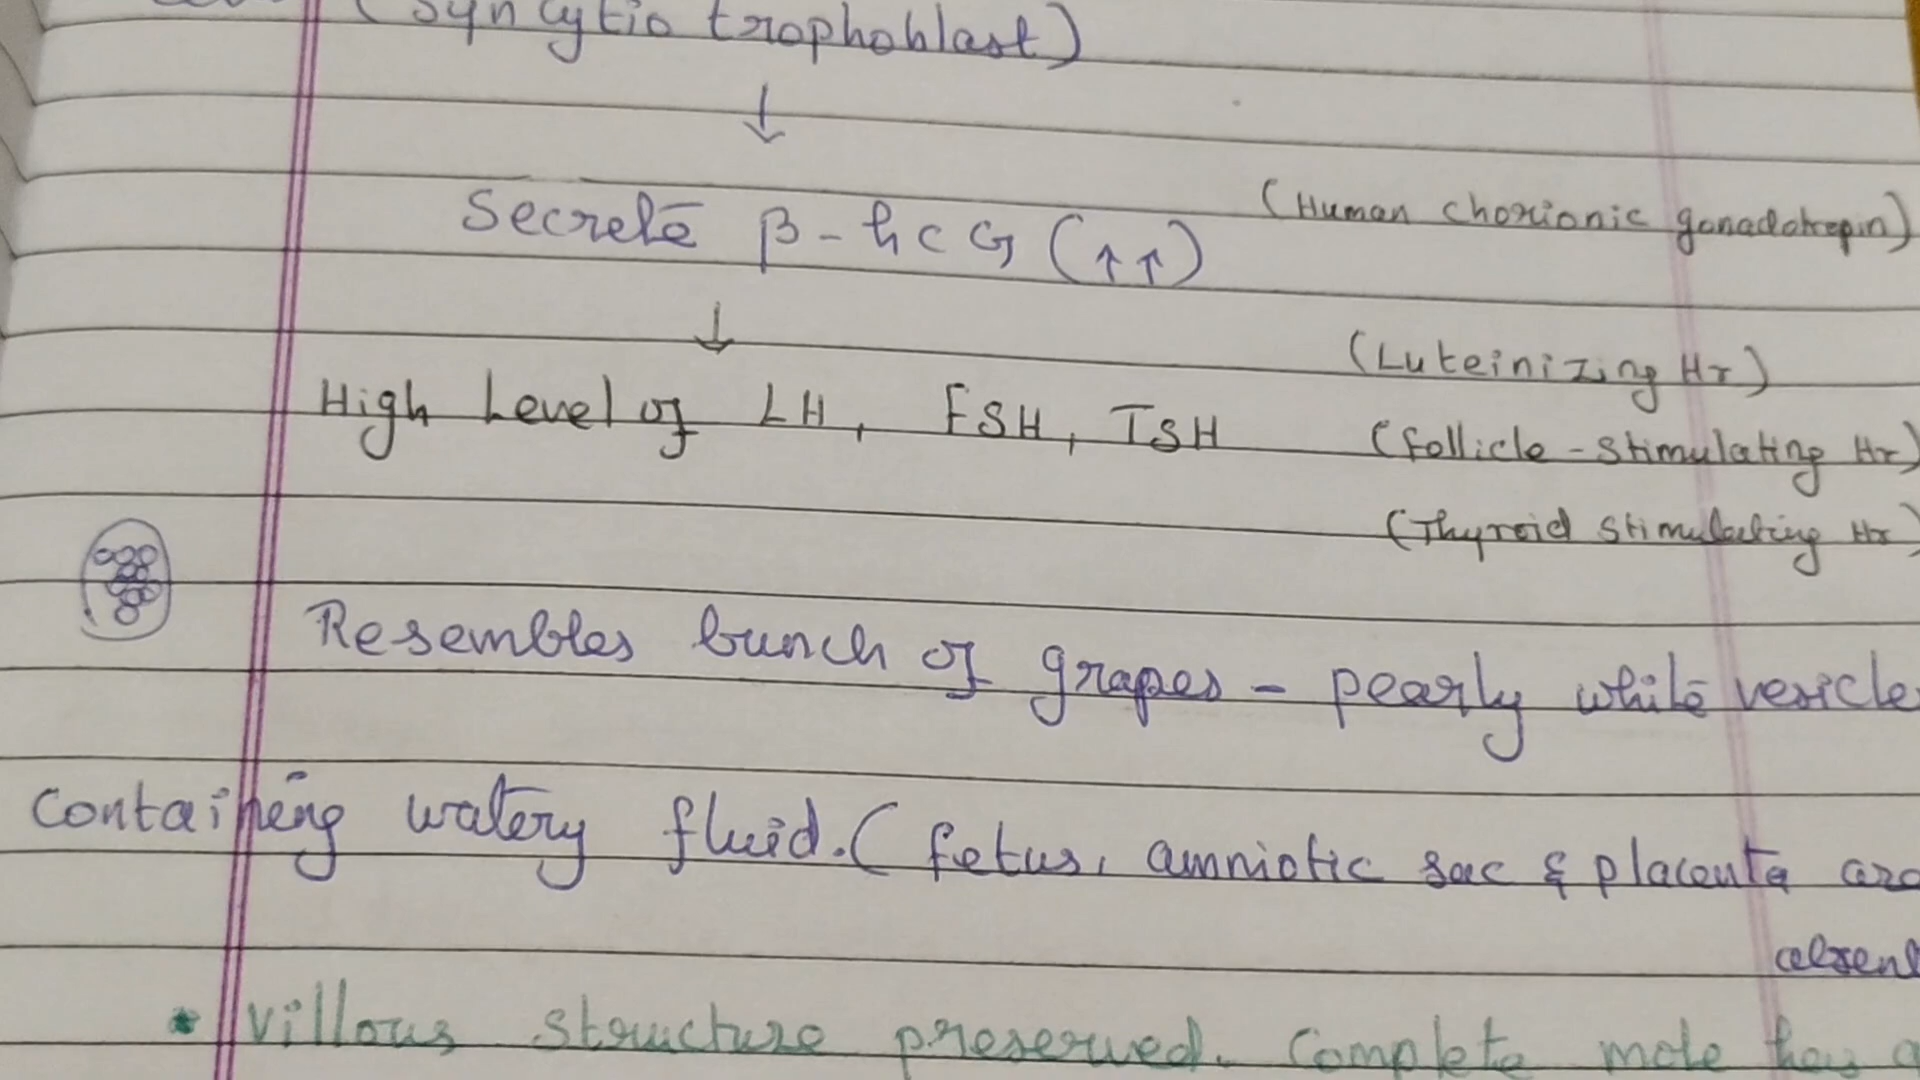 (Syncytio trophoblast)
↓
Secrete β-hCG (↑↑) (Human chorionic gonadotropin)
↓
(Luteinizing Hr)
High Level of LH, FSH, TSH (follicle-stimulating Hr)
(Thyroid stimulating Hr)
Resembles bunch of grapes - pearly white vesicle
containing watery fluid. (fetus, amniotic sac & placenta are
absent
* Villous structure preserved. Complete mole has